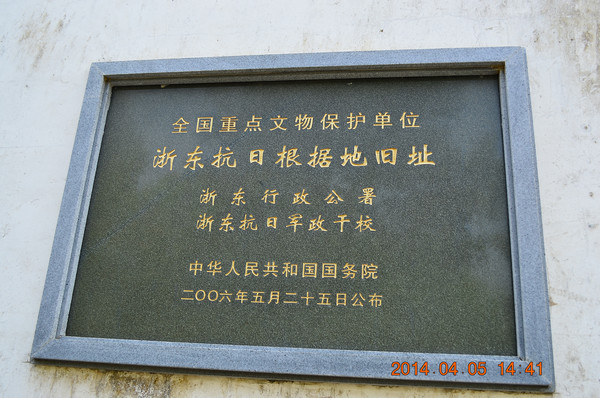 全国重点文物保护单位
浙东抗日根据地旧址
浙东行政公署
浙东抗日军政干校
中华人民共和国国务院
二〇〇六年五月二十五日公布
2014.04.05 14:41